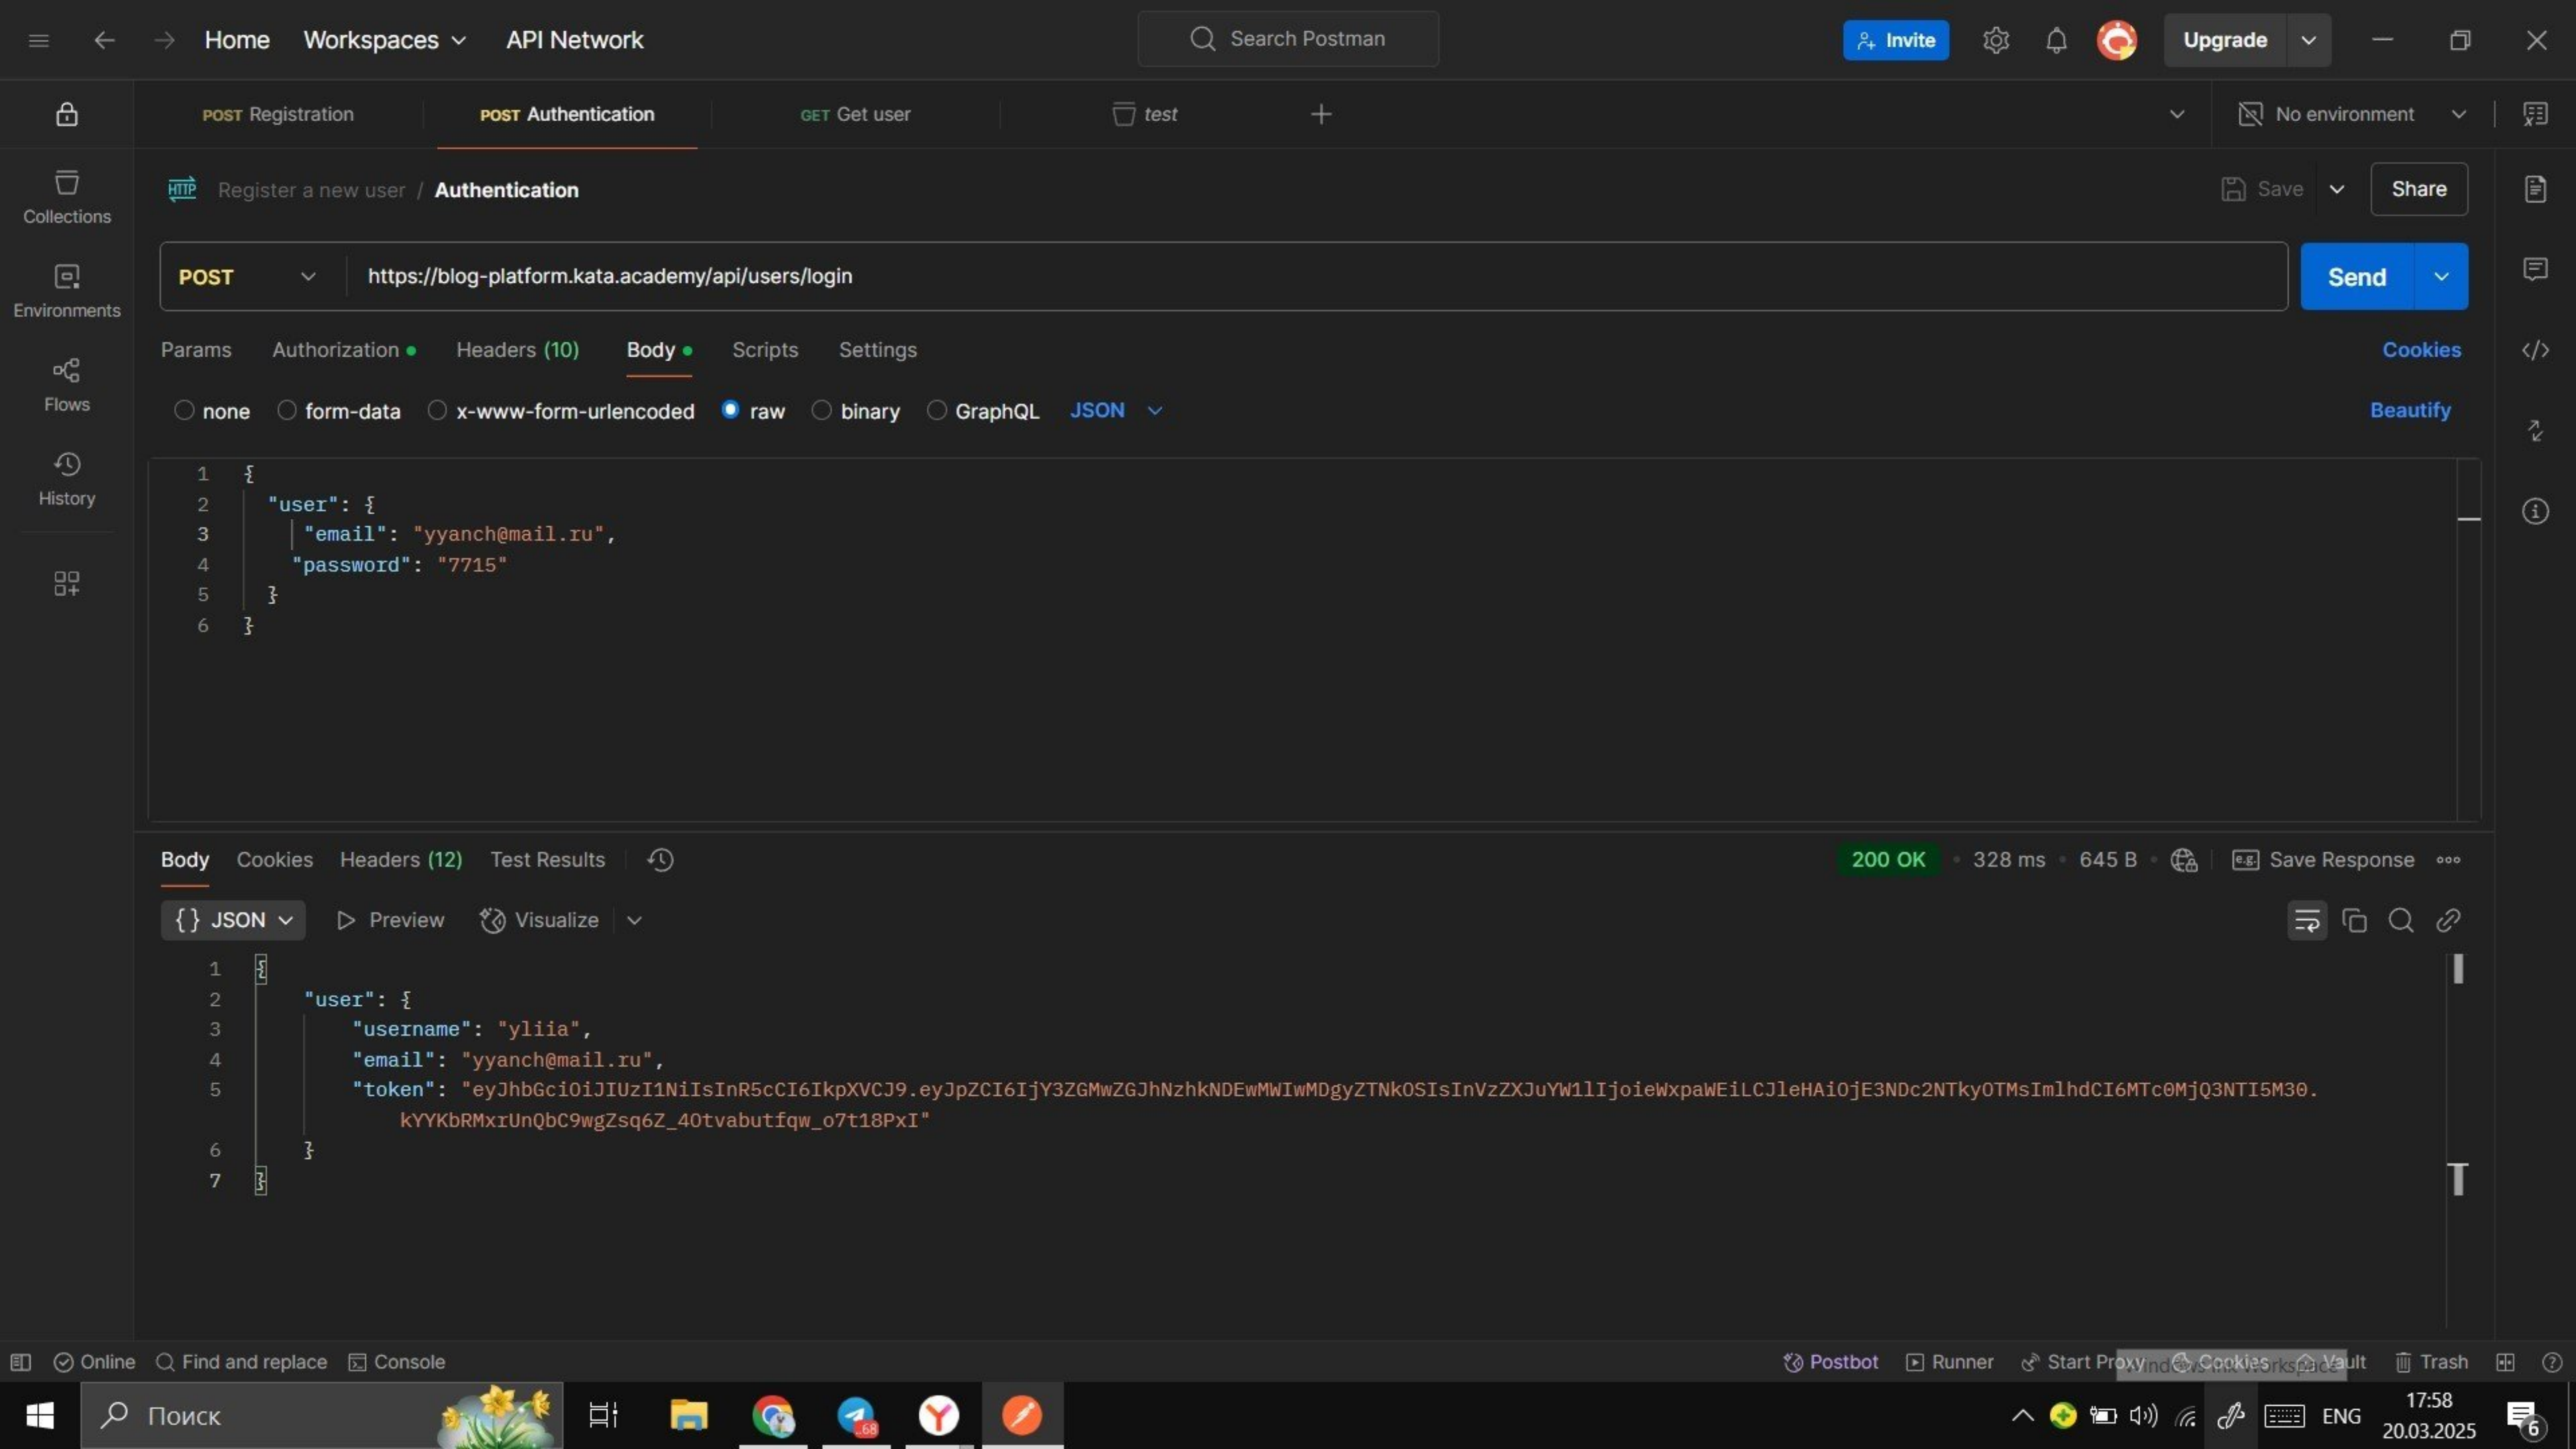 Home Workspaces API Network Search Postman Invite Upgrade
POST Registration POST Authentication GET Get user test No environment
HTTP Register a new user / Authentication Save Share
Collections
POST https://blog-platform.kata.academy/api/users/login Send
Environments
Params Authorization Headers (10) Body Scripts Settings Cookies
Flows
none form-data x-www-form-urlencoded raw binary GraphQL JSON Beautify
History
1 {
2 "user": {
3 "email": "yyanch@mail.ru",
4 "password": "7715"
5 }
6 }
Body Cookies Headers (12) Test Results 200 OK 328 ms 645 B e.g. Save Response
{} JSON Preview Visualize
1 {
2 "user": {
3 "username": "yliia",
4 "email": "yyanch@mail.ru",
5 "token": "eyJhbGciOiJIUzI1NiIsInR5cCI6IkpXVCJ9.eyJpZCI6IjY3ZGMwZGJhNzhkNDEwMWIwMDgyZTNkOSIsInVzZXJuYW1lIjoieWxpaWEiLCJleHAiOjE3NDc2NTkyOTMsImlhdCI6MTc0MjQ3NTI5M30.
kYYKbRMxrUnQbC9wgZsq6Z_4Otvabutfqw_o7t18PxI"
6 }
7 }
Online Find and replace Console Postbot Runner Start Proxy Cookies Vault Trash
Поиск 68 ENG 17:58
20.03.2025 6